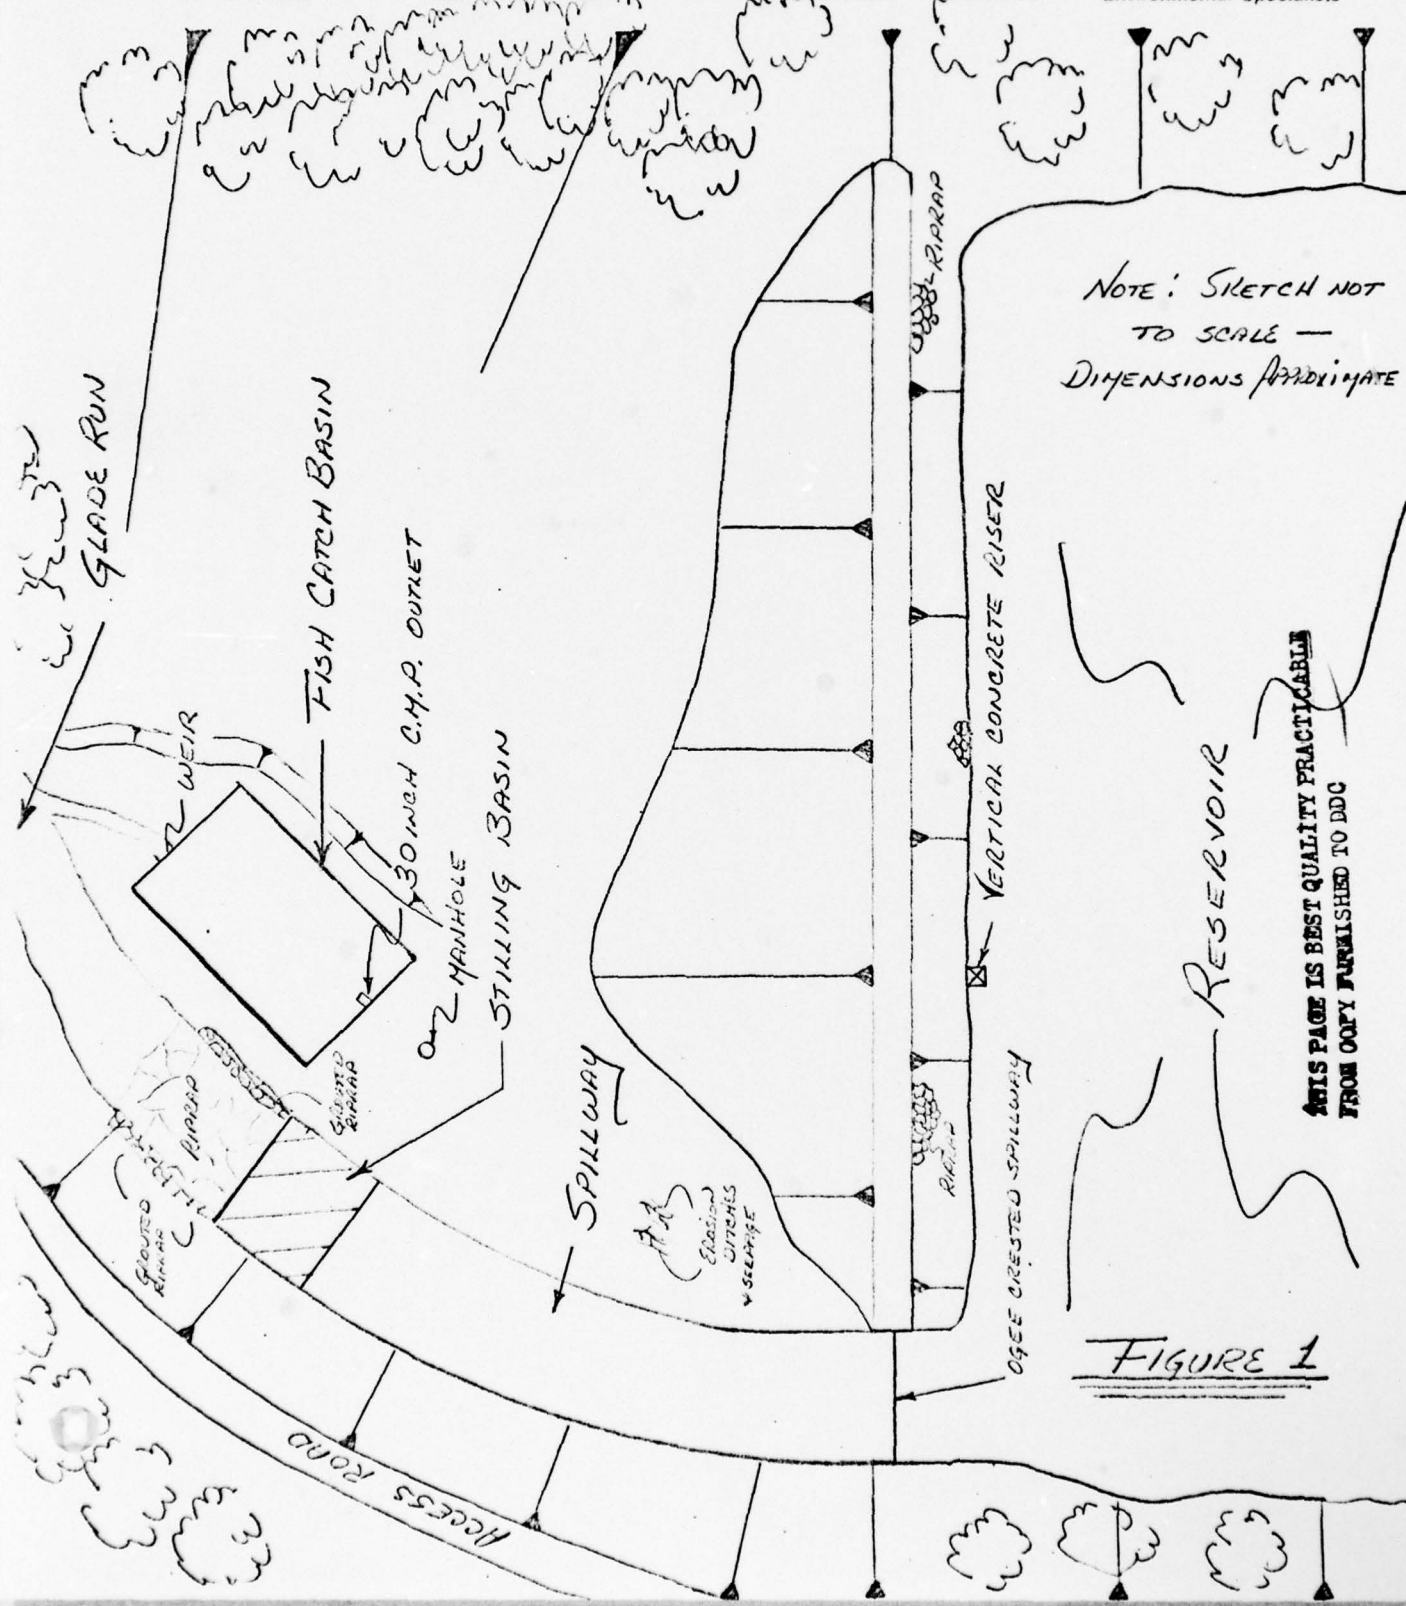 Environmental Specialists
NOTE: SKETCH NOT
TO SCALE —
DIMENSIONS APPROXIMATE
RIPRAP
GLADE RUN
FISH CATCH BASIN
30 INCH C.M.P. OUTLET
WEIR
MANHOLE
STILLING BASIN
VERTICAL CONCRETE RISER
RESERVOIR
THIS PAGE IS BEST QUALITY PRACTICABLE
FROM COPY FURNISHED TO DDC
GROUTED
RIPRAP
RIPRAP
GROUTED
RIPRAP
SPILLWAY
EROSION
DITCHES
RIPRAP
OGEE CRESTED SPILLWAY
ACCESS ROAD
FIGURE 1